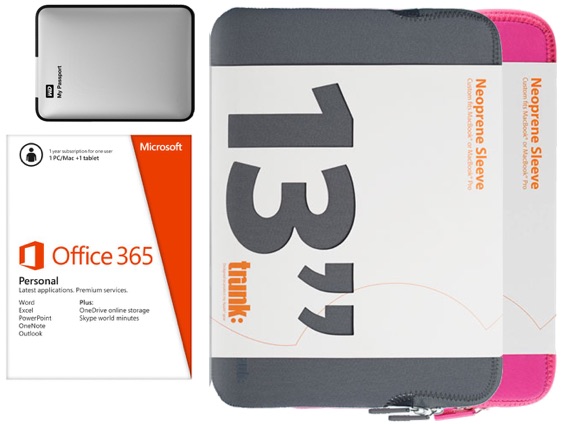 WD
My Passport
1 year subscription for one user
1 PC/Mac +1 tablet
Microsoft
Office 365
Personal
Latest applications. Premium services.
Word
Excel
PowerPoint
OneNote
Outlook
Plus:
OneDrive online storage
Skype world minutes
13”
trunk:
Neoprene Sleeve
Custom fits MacBook® or MacBook® Pro
Neoprene Sleeve
Custom fits MacBook® or MacBook® Pro